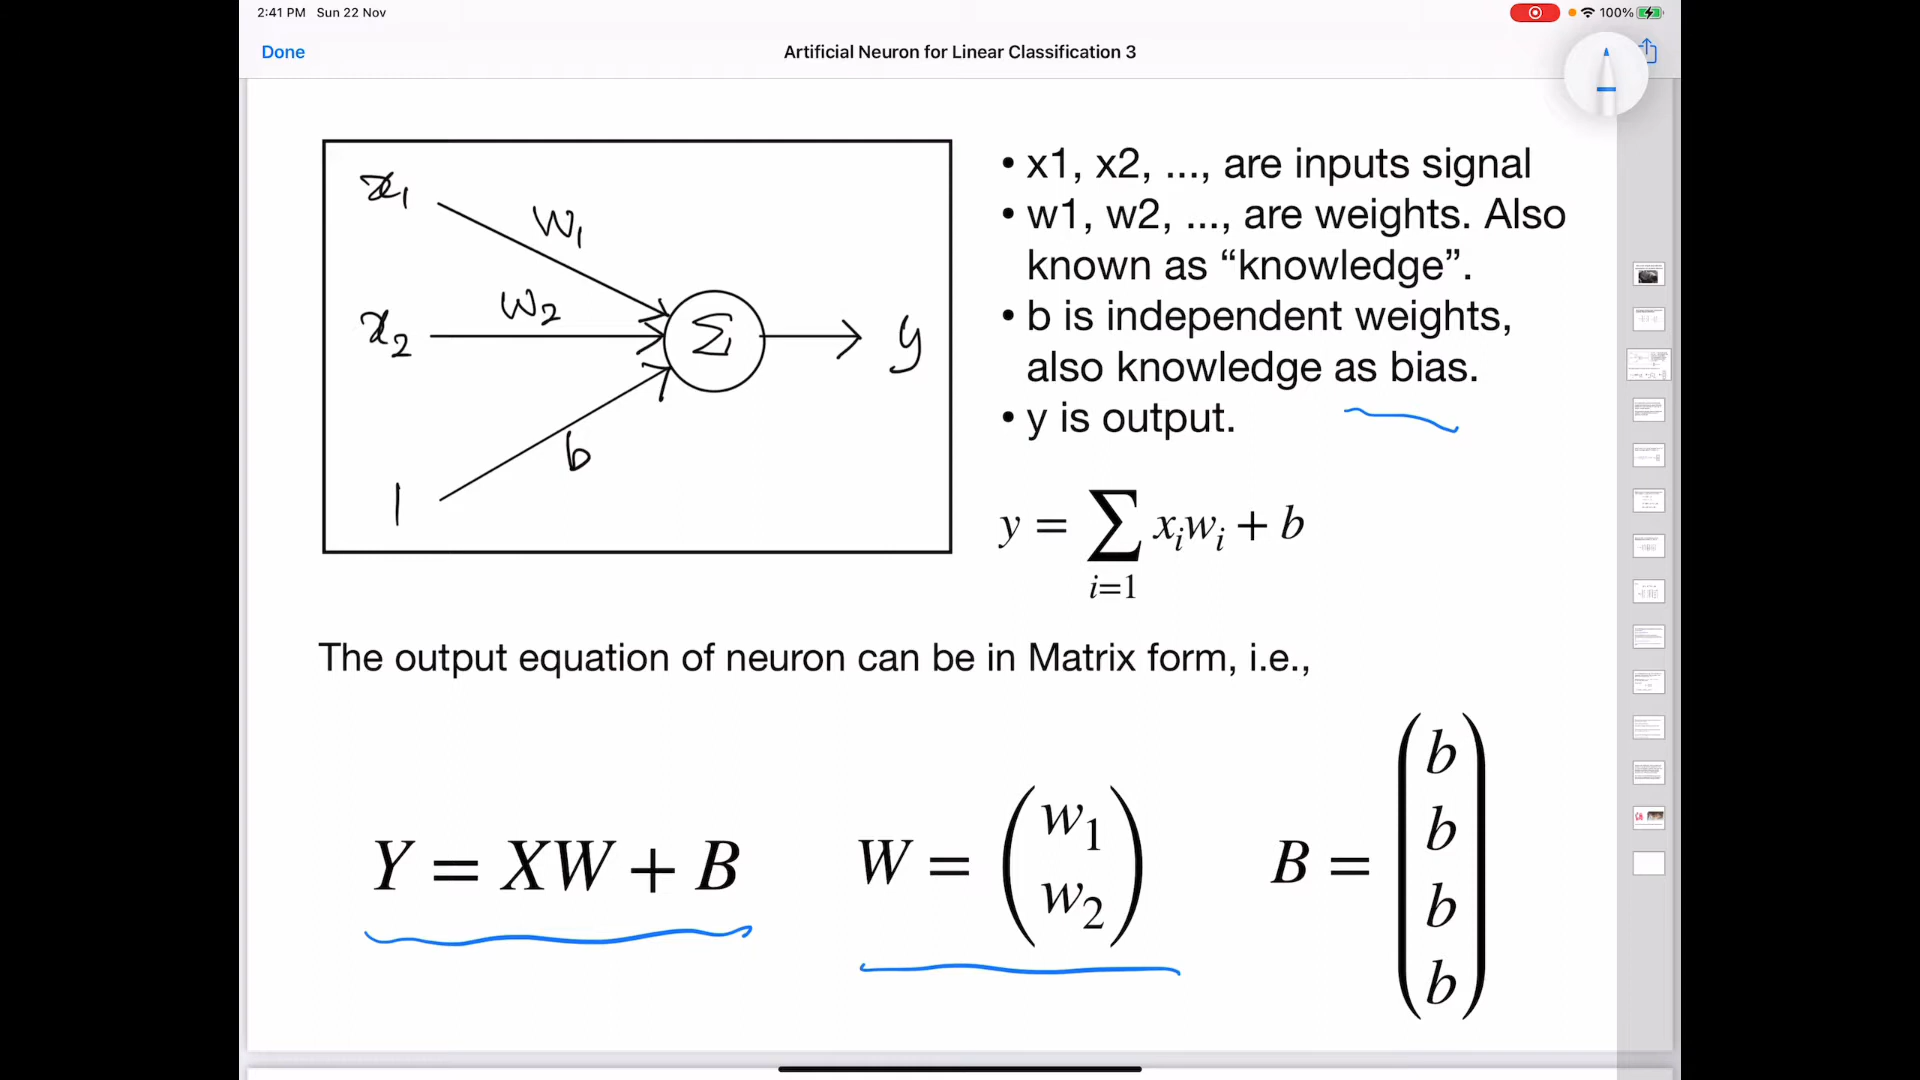 2:41 PM Sun 22 Nov
100%
Done
Artificial Neuron for Linear Classification 3
x₁
w₁
x₂
w₂
Σ
y
b
1
• x1, x2, ..., are inputs signal
• w1, w2, ..., are weights. Also
known as “knowledge”.
• b is independent weights,
also knowledge as bias.
• y is output.
y = ∑ xᵢwᵢ + b
i=1
The output equation of neuron can be in Matrix form, i.e.,
Y = XW + B
W = (w₁
w₂)
B = (b
b
b
b)